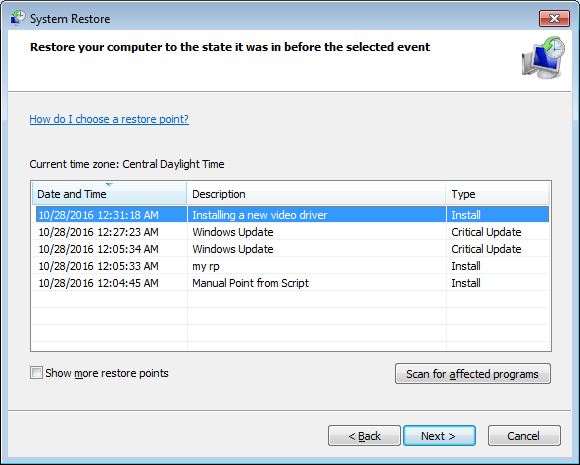 System Restore
Restore your computer to the state it was in before the selected event
How do I choose a restore point?
Current time zone: Central Daylight Time
Date and Time Description Type
10/28/2016 12:31:18 AM Installing a new video driver Install
10/28/2016 12:27:23 AM Windows Update Critical Update
10/28/2016 12:05:34 AM Windows Update Critical Update
10/28/2016 12:05:33 AM my rp Install
10/28/2016 12:04:45 AM Manual Point from Script Install
Show more restore points Scan for affected programs
< Back Next > Cancel